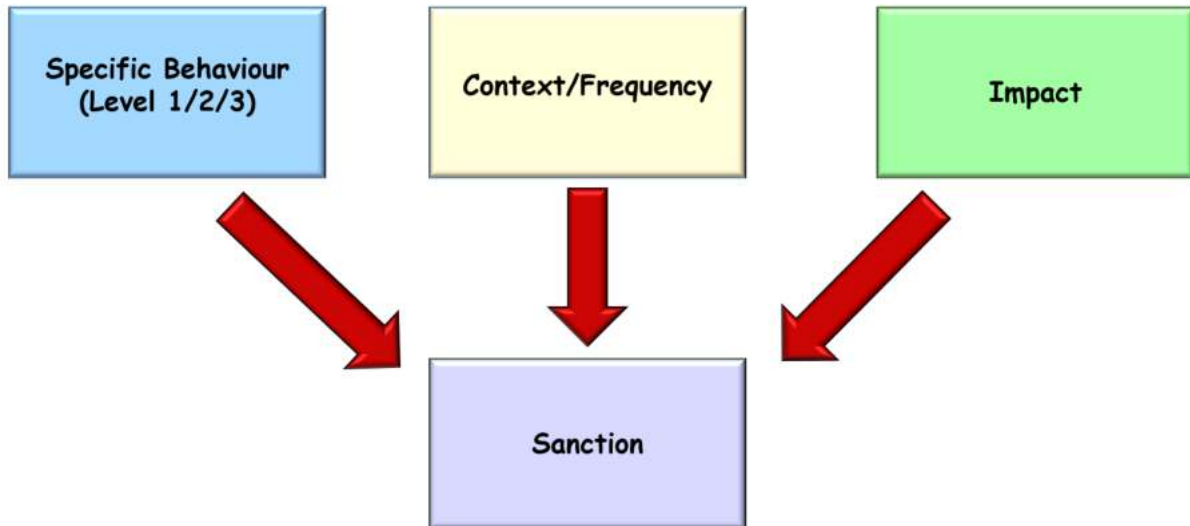 Specific Behaviour
(Level 1/2/3)
Context/Frequency
Impact
Sanction